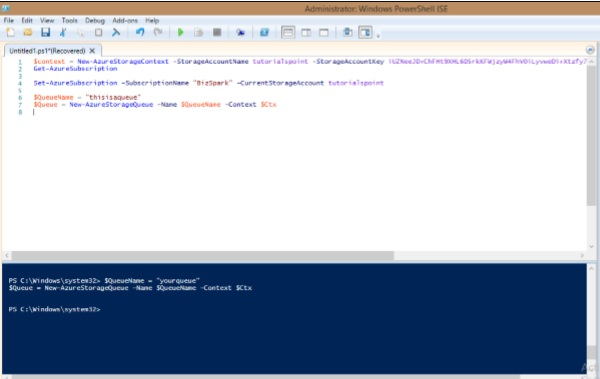 Administrator: Windows PowerShell ISE
File Edit View Tools Debug Add-ons Help
Untitled1.ps1*(Recovered) X
1 $context = New-AzureStorageContext -StorageAccountName tutorialspoint -StorageAccountKey
2 Get-AzureSubscription
3
4 Set-AzureSubscription -SubscriptionName "BizSpark" -CurrentStorageAccount tutorialspoint
5
6 $QueueName = "thisisaqueue"
7 $Queue = New-AzureStorageQueue -Name $QueueName -Context $Ctx
8
PS C:\Windows\system32> $QueueName = "yourqueue"
$Queue = New-AzureStorageQueue -Name $QueueName -Context $Ctx
PS C:\Windows\system32>